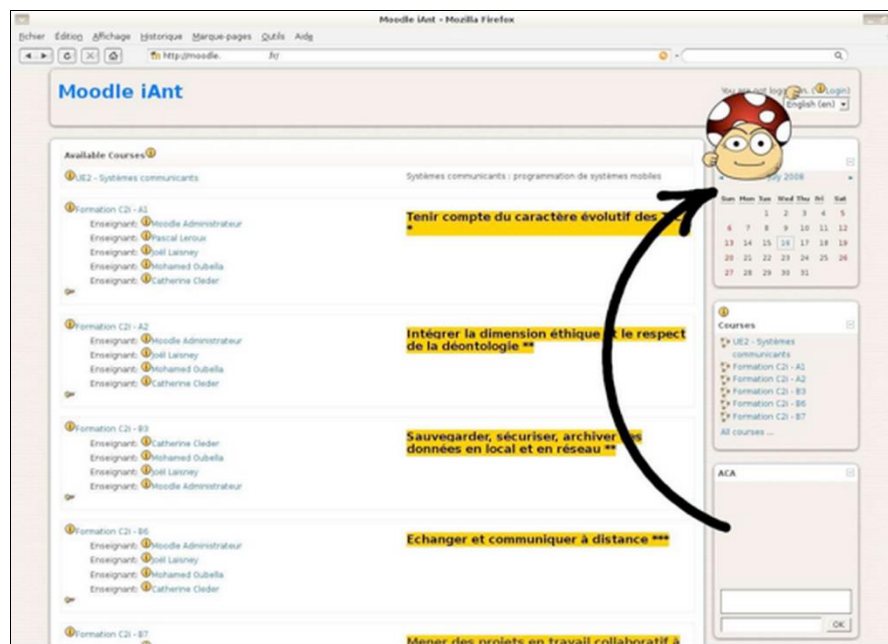 Moodle iAnt - Mozilla Firefox
Fichier Édition Affichage Historique Marque-pages Outils Aide
http://moodle. .fr/
Moodle iAnt
You are not in. (Login)
English (en)
Available Courses
UE2 - Systèmes communicants
Systèmes communicants : programmation de systèmes mobiles
Formation C2i - A1
Enseignant: Moodle Administrateur
Enseignant: Pascal Leroux
Enseignant: Joël Laisney
Enseignant: Mohamed Oubella
Enseignant: Catherine Cleder
Tenir compte du caractère évolutif des
*
Formation C2i - A2
Enseignant: Moodle Administrateur
Enseignant: Joël Laisney
Enseignant: Mohamed Oubella
Enseignant: Catherine Cleder
Intégrer la dimension éthique et le respect
de la déontologie **
Formation C2i - B3
Enseignant: Catherine Cleder
Enseignant: Mohamed Oubella
Enseignant: Joël Laisney
Enseignant: Moodle Administrateur
Sauvegarder, sécuriser, archiver ses
données en local et en réseau **
Formation C2i - B6
Enseignant: Moodle Administrateur
Enseignant: Joël Laisney
Enseignant: Mohamed Oubella
Enseignant: Catherine Cleder
Echanger et communiquer à distance ***
Formation C2i - B7
Mener des projets en travail collaboratif à
July 2008
Sun Mon Tue Wed Thu Fri Sat
1 2 3 4 5
6 7 8 9 10 11 12
13 14 15 16 17 18 19
20 21 22 23 24 25 26
27 28 29 30 31
Courses
UE2 - Systèmes
communicants
Formation C2i - A1
Formation C2i - A2
Formation C2i - B3
Formation C2i - B6
Formation C2i - B7
All courses ...
ACA
OK